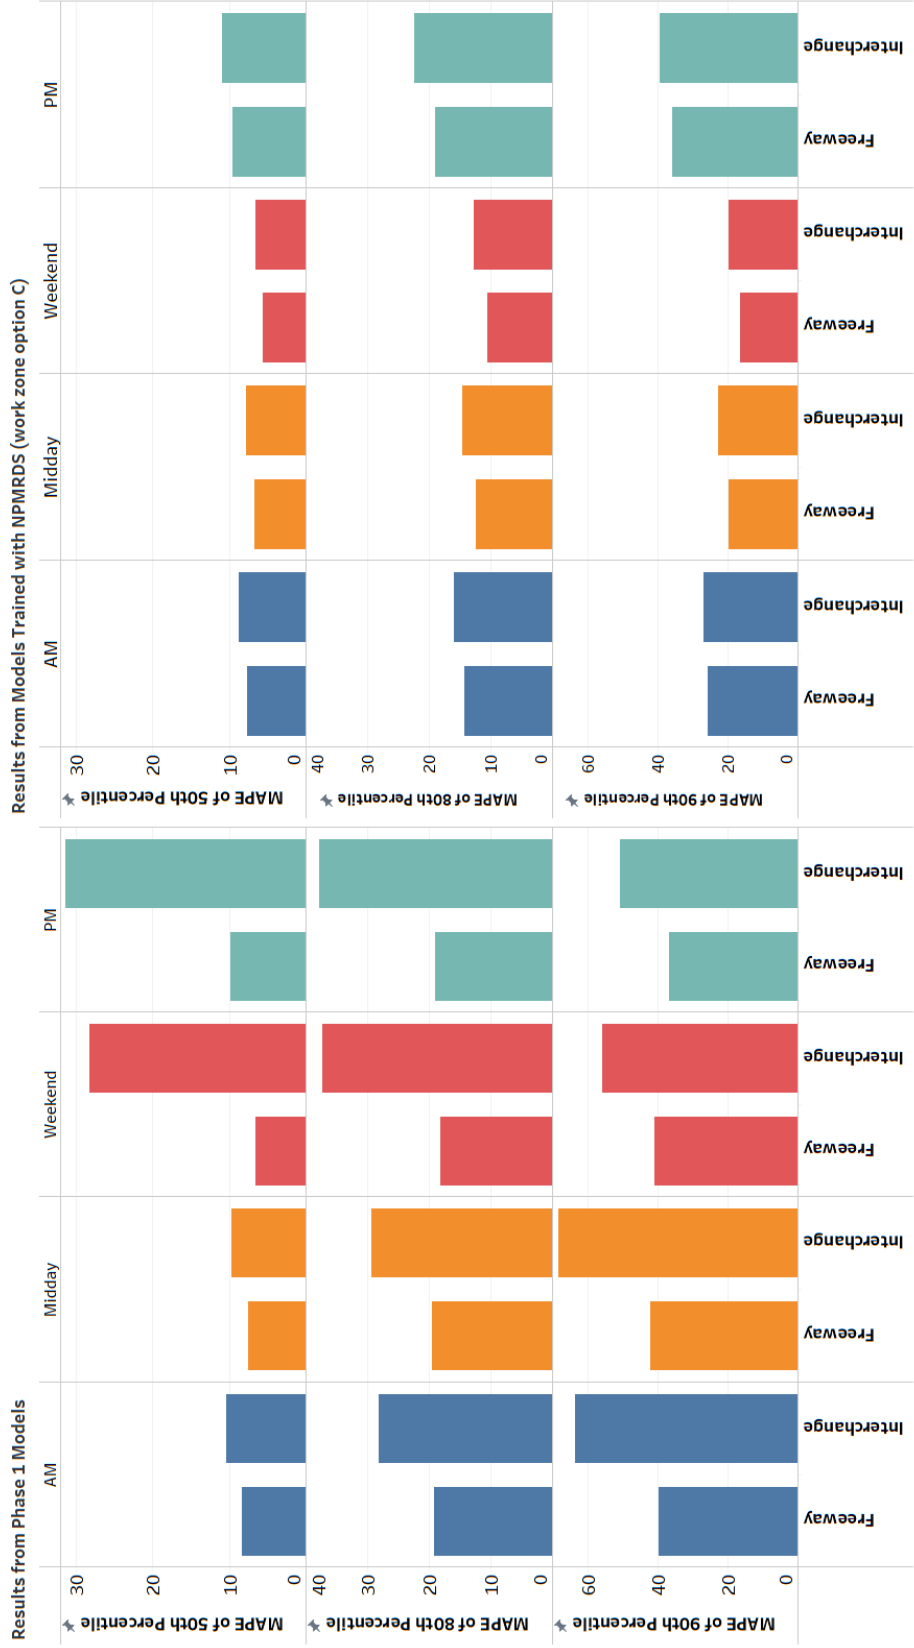 Results from Phase 1 Models
AM
Midday
Weekend
PM
MAPE of 50th Percentile
30
20
10
0
MAPE of 80th Percentile
40
30
20
10
0
MAPE of 90th Percentile
60
40
20
0
Freeway
Interchange
Freeway
Interchange
Freeway
Interchange
Freeway
Interchange
Results from Models Trained with NPMRDS (work zone option C)
AM
Midday
Weekend
PM
MAPE of 50th Percentile
30
20
10
0
MAPE of 80th Percentile
40
30
20
10
0
MAPE of 90th Percentile
60
40
20
0
Freeway
Interchange
Freeway
Interchange
Freeway
Interchange
Freeway
Interchange